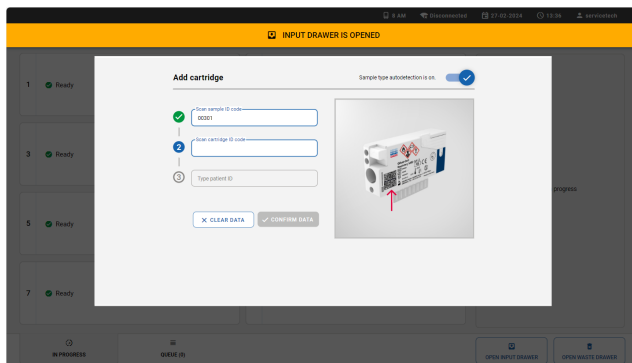 8 AM Disconnected 27-02-2024 13:36 servicetech
INPUT DRAWER IS OPENED
Add cartridge
Sample type autodetection is on.
1 Ready
Scan sample ID code
00301
2 Scan cartridge ID code
3 Ready
3 Type patient ID
progress
5 Ready
CLEAR DATA
CONFIRM DATA
7 Ready
IN PROGRESS
QUEUE (0)
OPEN INPUT DRAWER
OPEN WASTE DRAWER